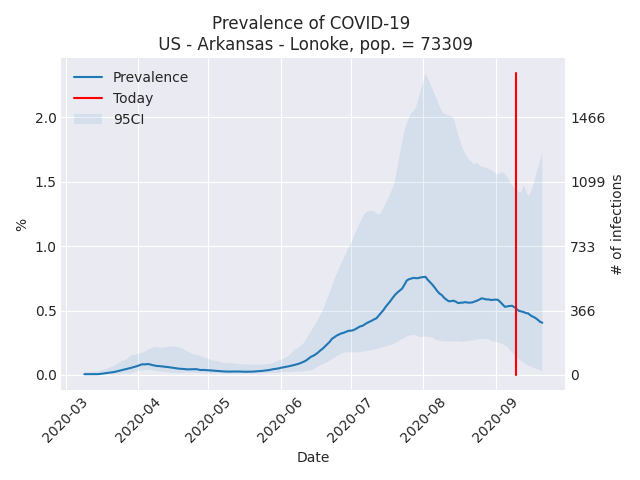 Prevalence of COVID-19
US - Arkansas - Lonoke, pop. = 73309
Prevalence
Today
95CI
2.0
1.5
1.0
0.5
0.0
%
1466
1099
733
366
0
# of infections
2020-03
2020-04
2020-05
2020-06
2020-07
2020-08
2020-09
Date